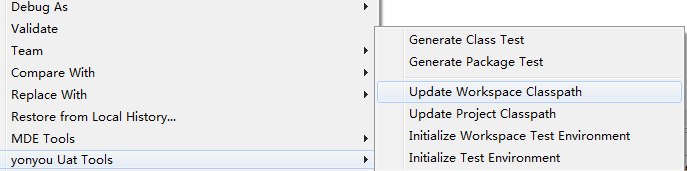 Debug As
Validate
Team
Compare With
Replace With
Restore from Local History...
MDE Tools
yonyou Uat Tools
Generate Class Test
Generate Package Test
Update Workspace Classpath
Update Project Classpath
Initialize Workspace Test Environment
Initialize Test Environment